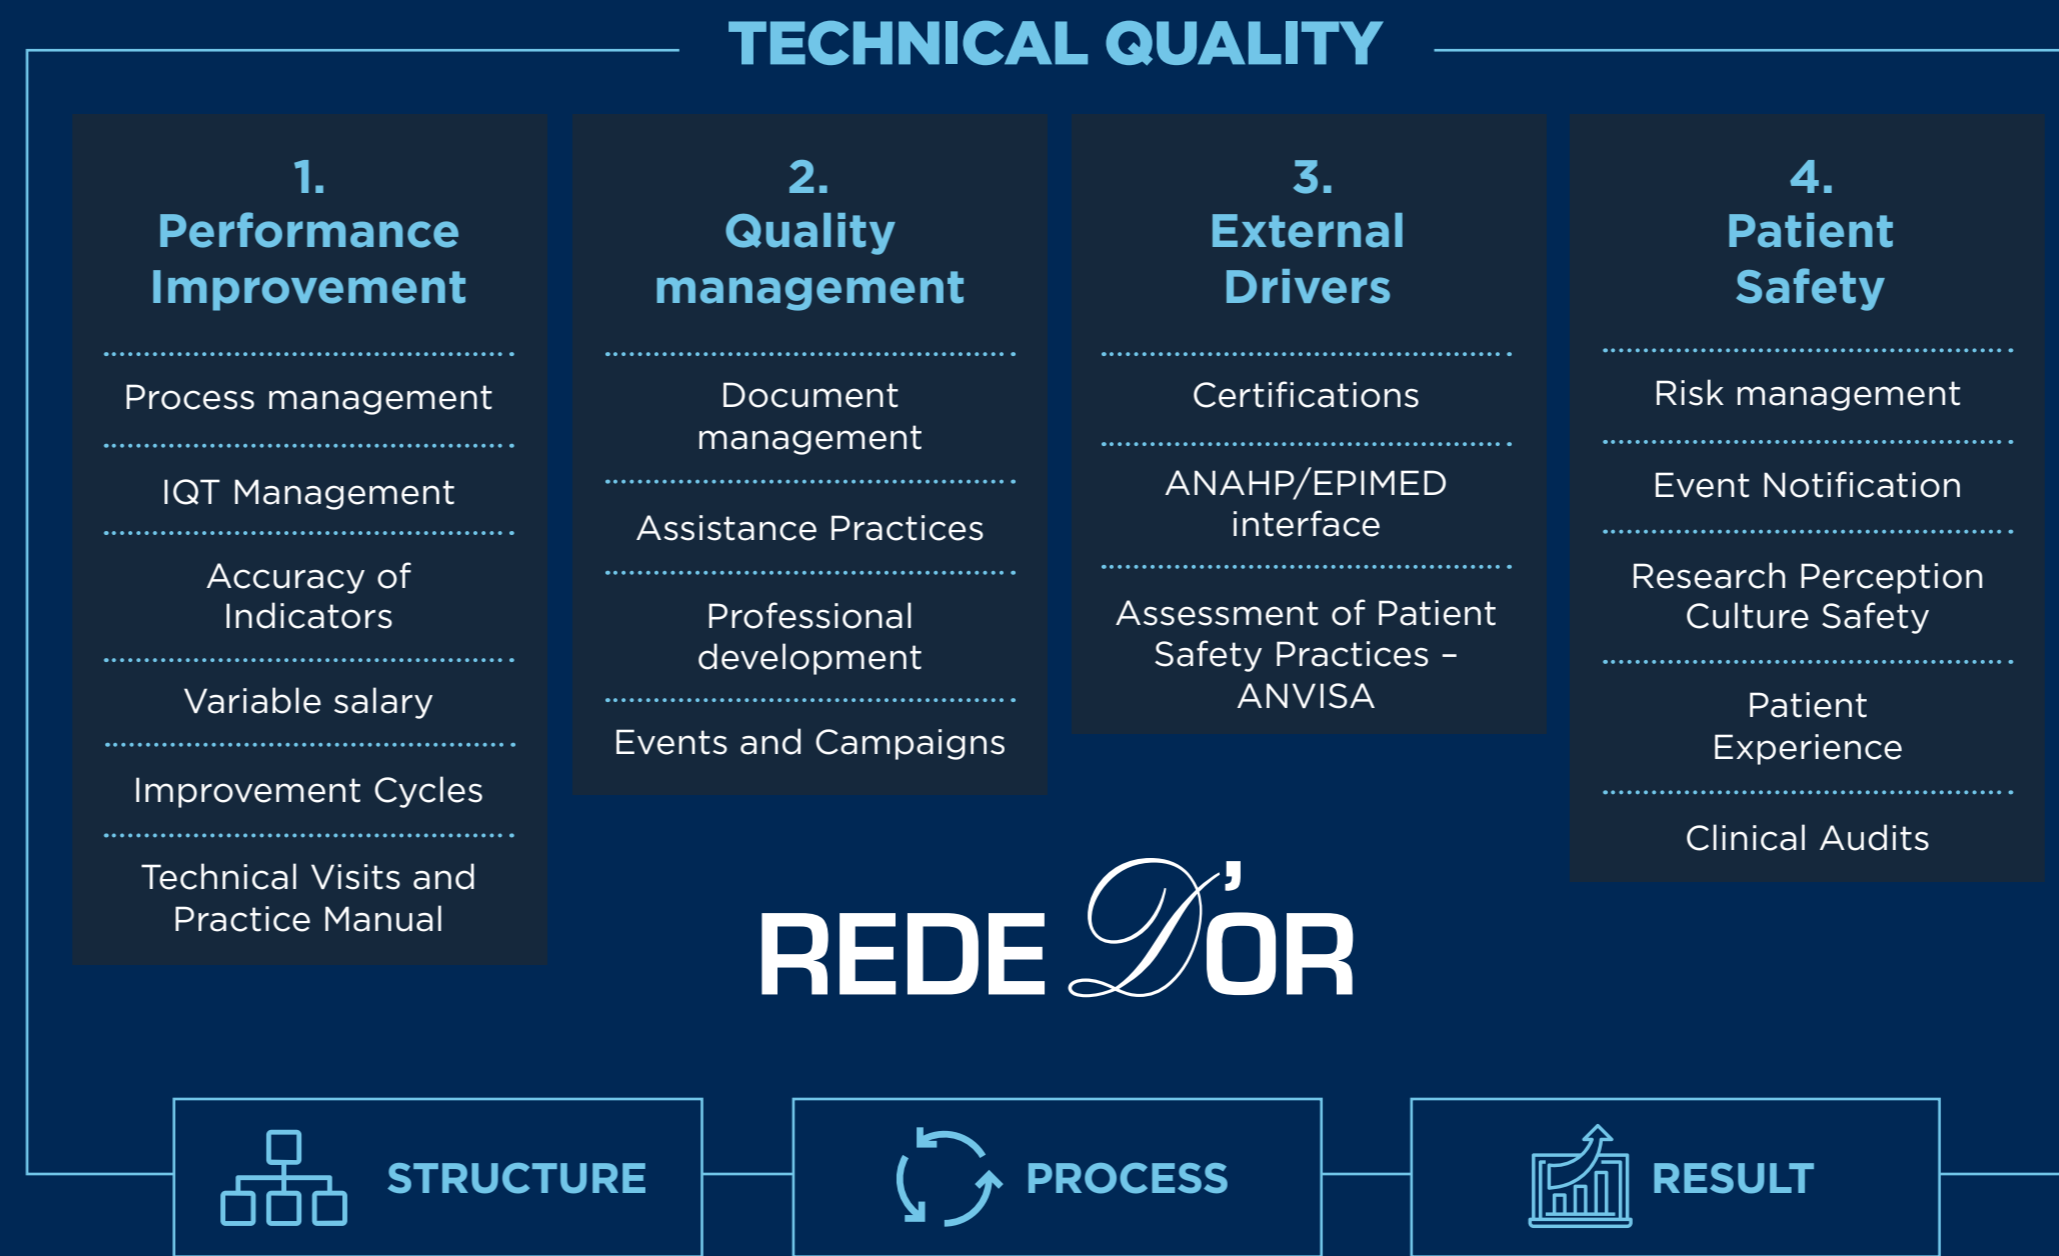 TECHNICAL QUALITY
1.
Performance
Improvement
Process management
IQT Management
Accuracy of
Indicators
Variable salary
Improvement Cycles
Technical Visits and
Practice Manual
2.
Quality
management
Document
management
Assistance Practices
Professional
development
Events and Campaigns
3.
External
Drivers
Certifications
ANAHP/EPIMED
interface
Assessment of Patient
Safety Practices –
ANVISA
4.
Patient
Safety
Risk management
Event Notification
Research Perception
Culture Safety
Patient
Experience
Clinical Audits
REDE D'OR
STRUCTURE
PROCESS
RESULT